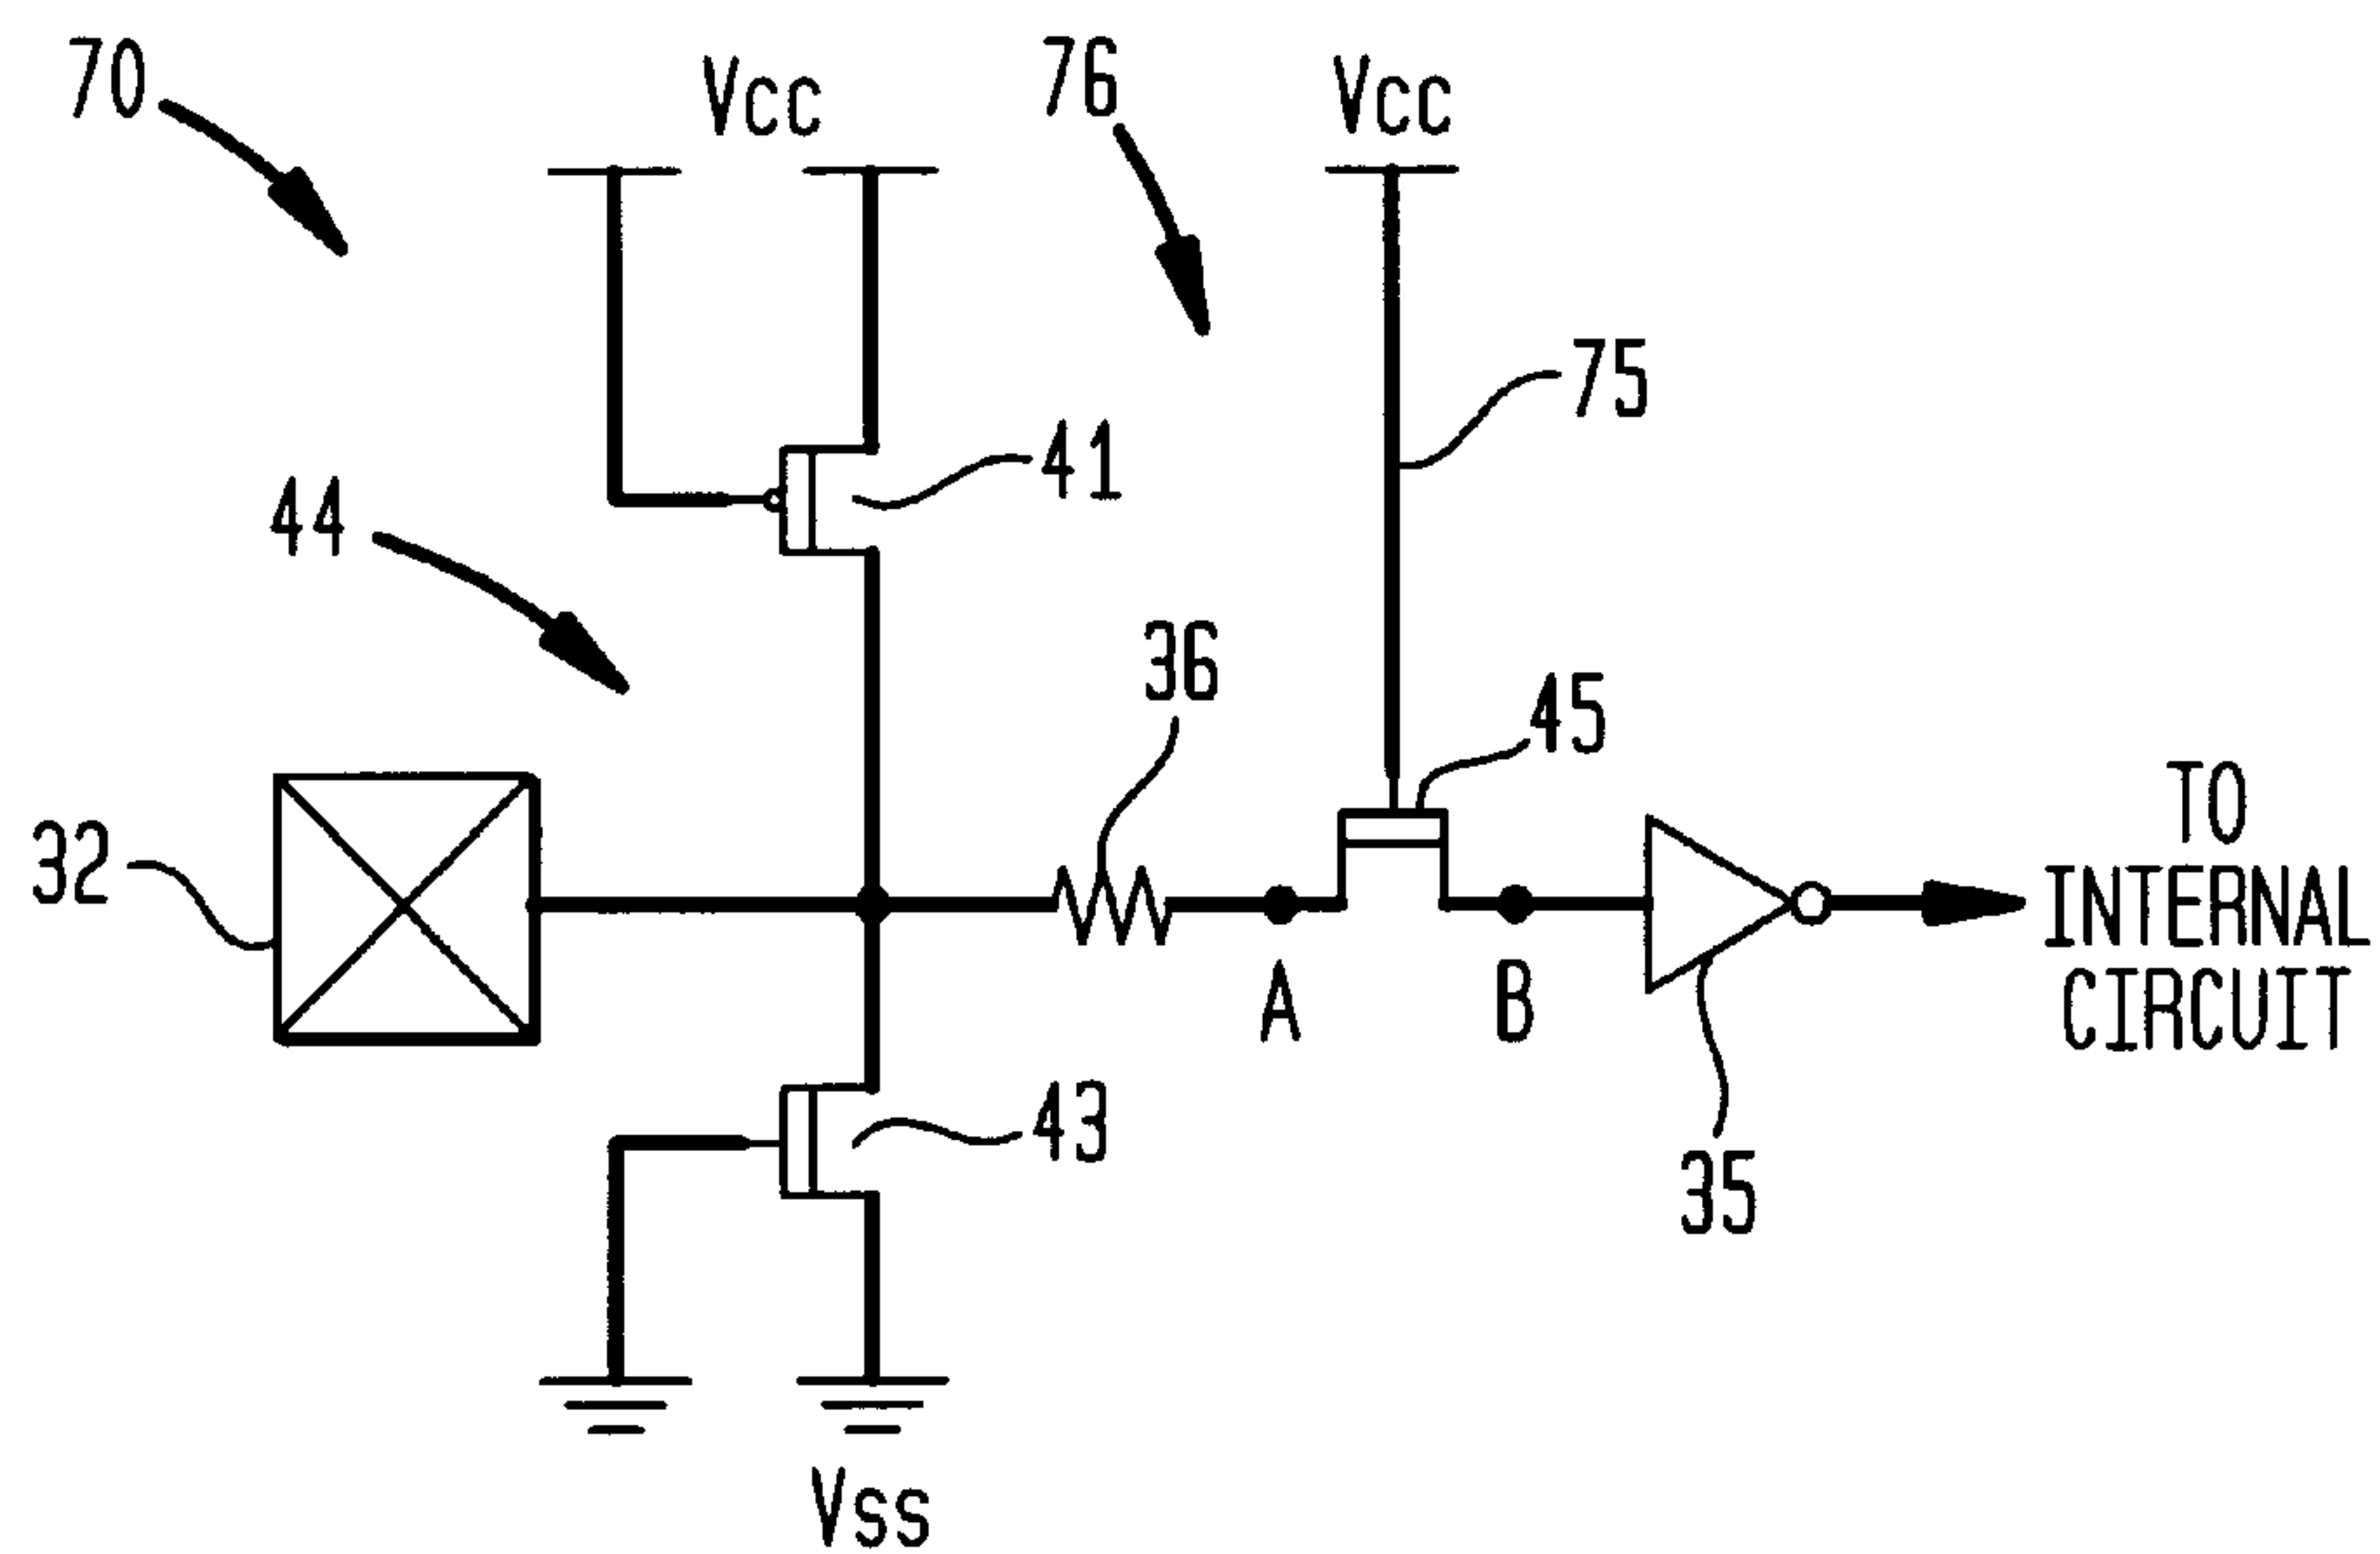 70
Vcc
76
Vcc
75
41
44
36
45
32
TO
INTERNAL
CIRCUIT
A
B
43
35
Vss